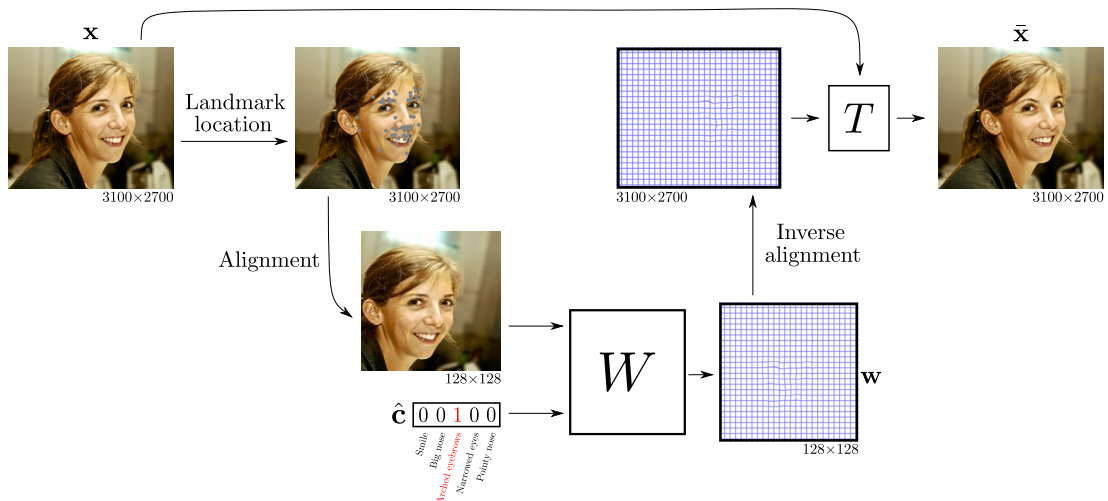 x
x̄
Landmark
location
T
3100×2700
3100×2700
3100×2700
3100×2700
Alignment
Inverse
alignment
W
w
128×128
128×128
ĉ 0 0 1 0 0
Smile
Big nose
Arched eyebrows
Narrowed eyes
Pointy nose